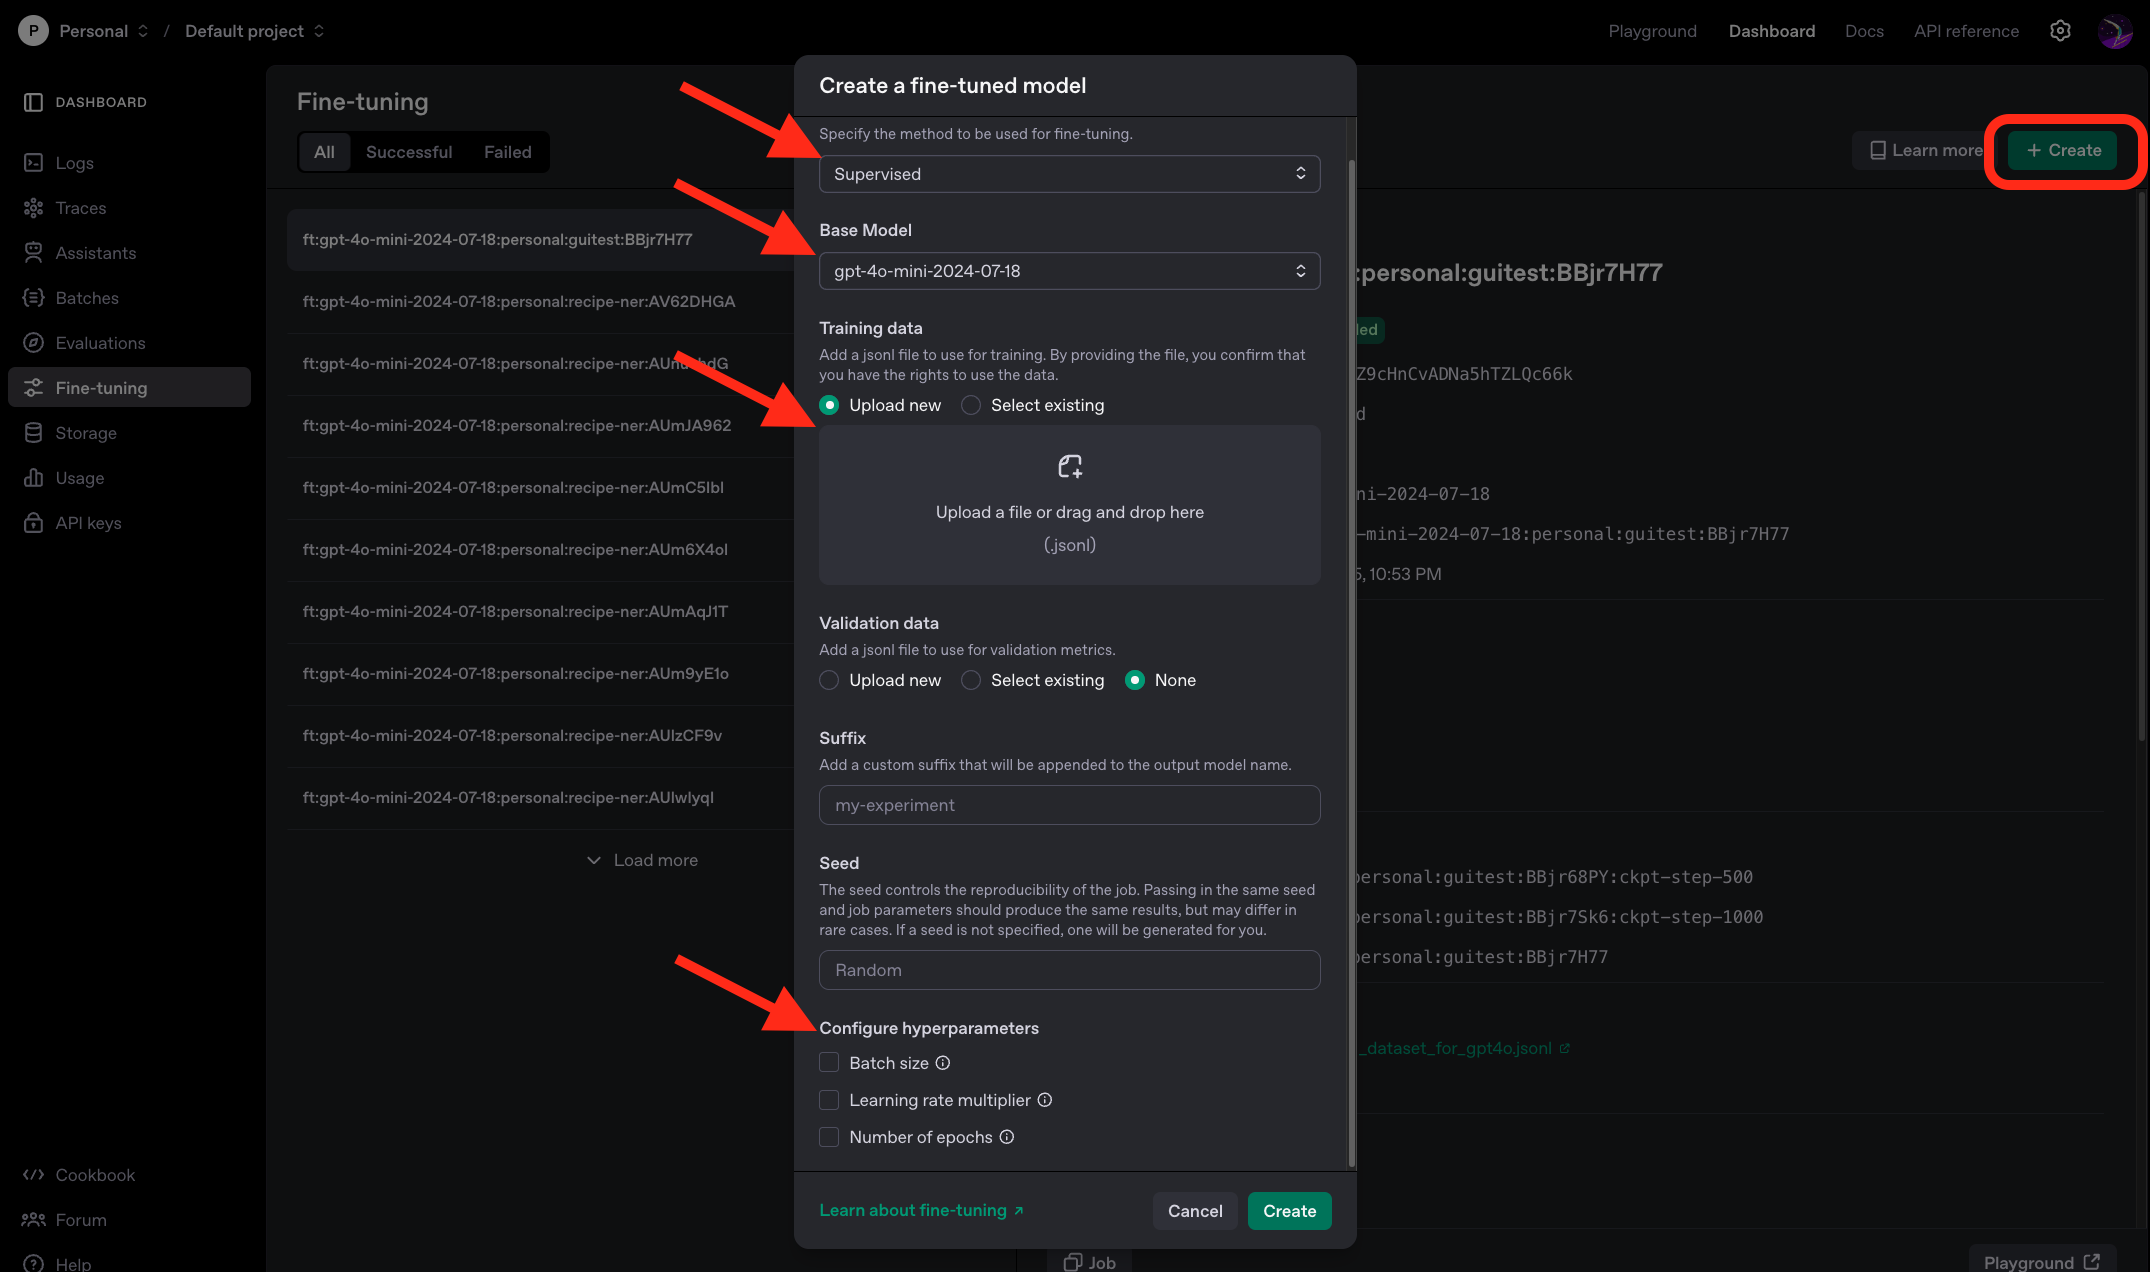 P Personal / Default project
Playground Dashboard Docs API reference
DASHBOARD
Logs
Traces
Assistants
Batches
Evaluations
Fine-tuning
Storage
Usage
API keys
Cookbook
Forum
Help
Fine-tuning
All Successful Failed
Learn more
+ Create
ft:gpt-4o-mini-2024-07-18:personal:guitest:BBjr7H77
ft:gpt-4o-mini-2024-07-18:personal:recipe-ner:AV62DHGA
ft:gpt-4o-mini-2024-07-18:personal:recipe-ner:AUmJA962
ft:gpt-4o-mini-2024-07-18:personal:recipe-ner:AUmC5lbl
ft:gpt-4o-mini-2024-07-18:personal:recipe-ner:AUm6X4ol
ft:gpt-4o-mini-2024-07-18:personal:recipe-ner:AUmAqJ1T
ft:gpt-4o-mini-2024-07-18:personal:recipe-ner:AUm9yE1o
ft:gpt-4o-mini-2024-07-18:personal:recipe-ner:AUlzCF9v
ft:gpt-4o-mini-2024-07-18:personal:recipe-ner:AUlwlyql
Load more
Create a fine-tuned model
Specify the method to be used for fine-tuning.
Supervised
Base Model
gpt-4o-mini-2024-07-18
Training data
Add a jsonl file to use for training. By providing the file, you confirm that
you have the rights to use the data.
Upload new Select existing
Upload a file or drag and drop here
(.jsonl)
Validation data
Add a jsonl file to use for validation metrics.
Upload new Select existing None
Suffix
Add a custom suffix that will be appended to the output model name.
my-experiment
Seed
The seed controls the reproducibility of the job. Passing in the same seed
and job parameters should produce the same results, but may differ in
rare cases. If a seed is not specified, one will be generated for you.
Random
Configure hyperparameters
Batch size
Learning rate multiplier
Number of epochs
Learn about fine-tuning
Cancel Create
:personal:guitest:BBjr7H77
led
Z9cHnCvADNa5hTZLQc66k
d
ni-2024-07-18
-mini-2024-07-18:personal:guitest:BBjr7H77
5, 10:53 PM
personal:guitest:BBjr68PY:ckpt-step-500
personal:guitest:BBjr7Sk6:ckpt-step-1000
personal:guitest:BBjr7H77
_dataset_for_gpt4o.jsonl
Job
Playground